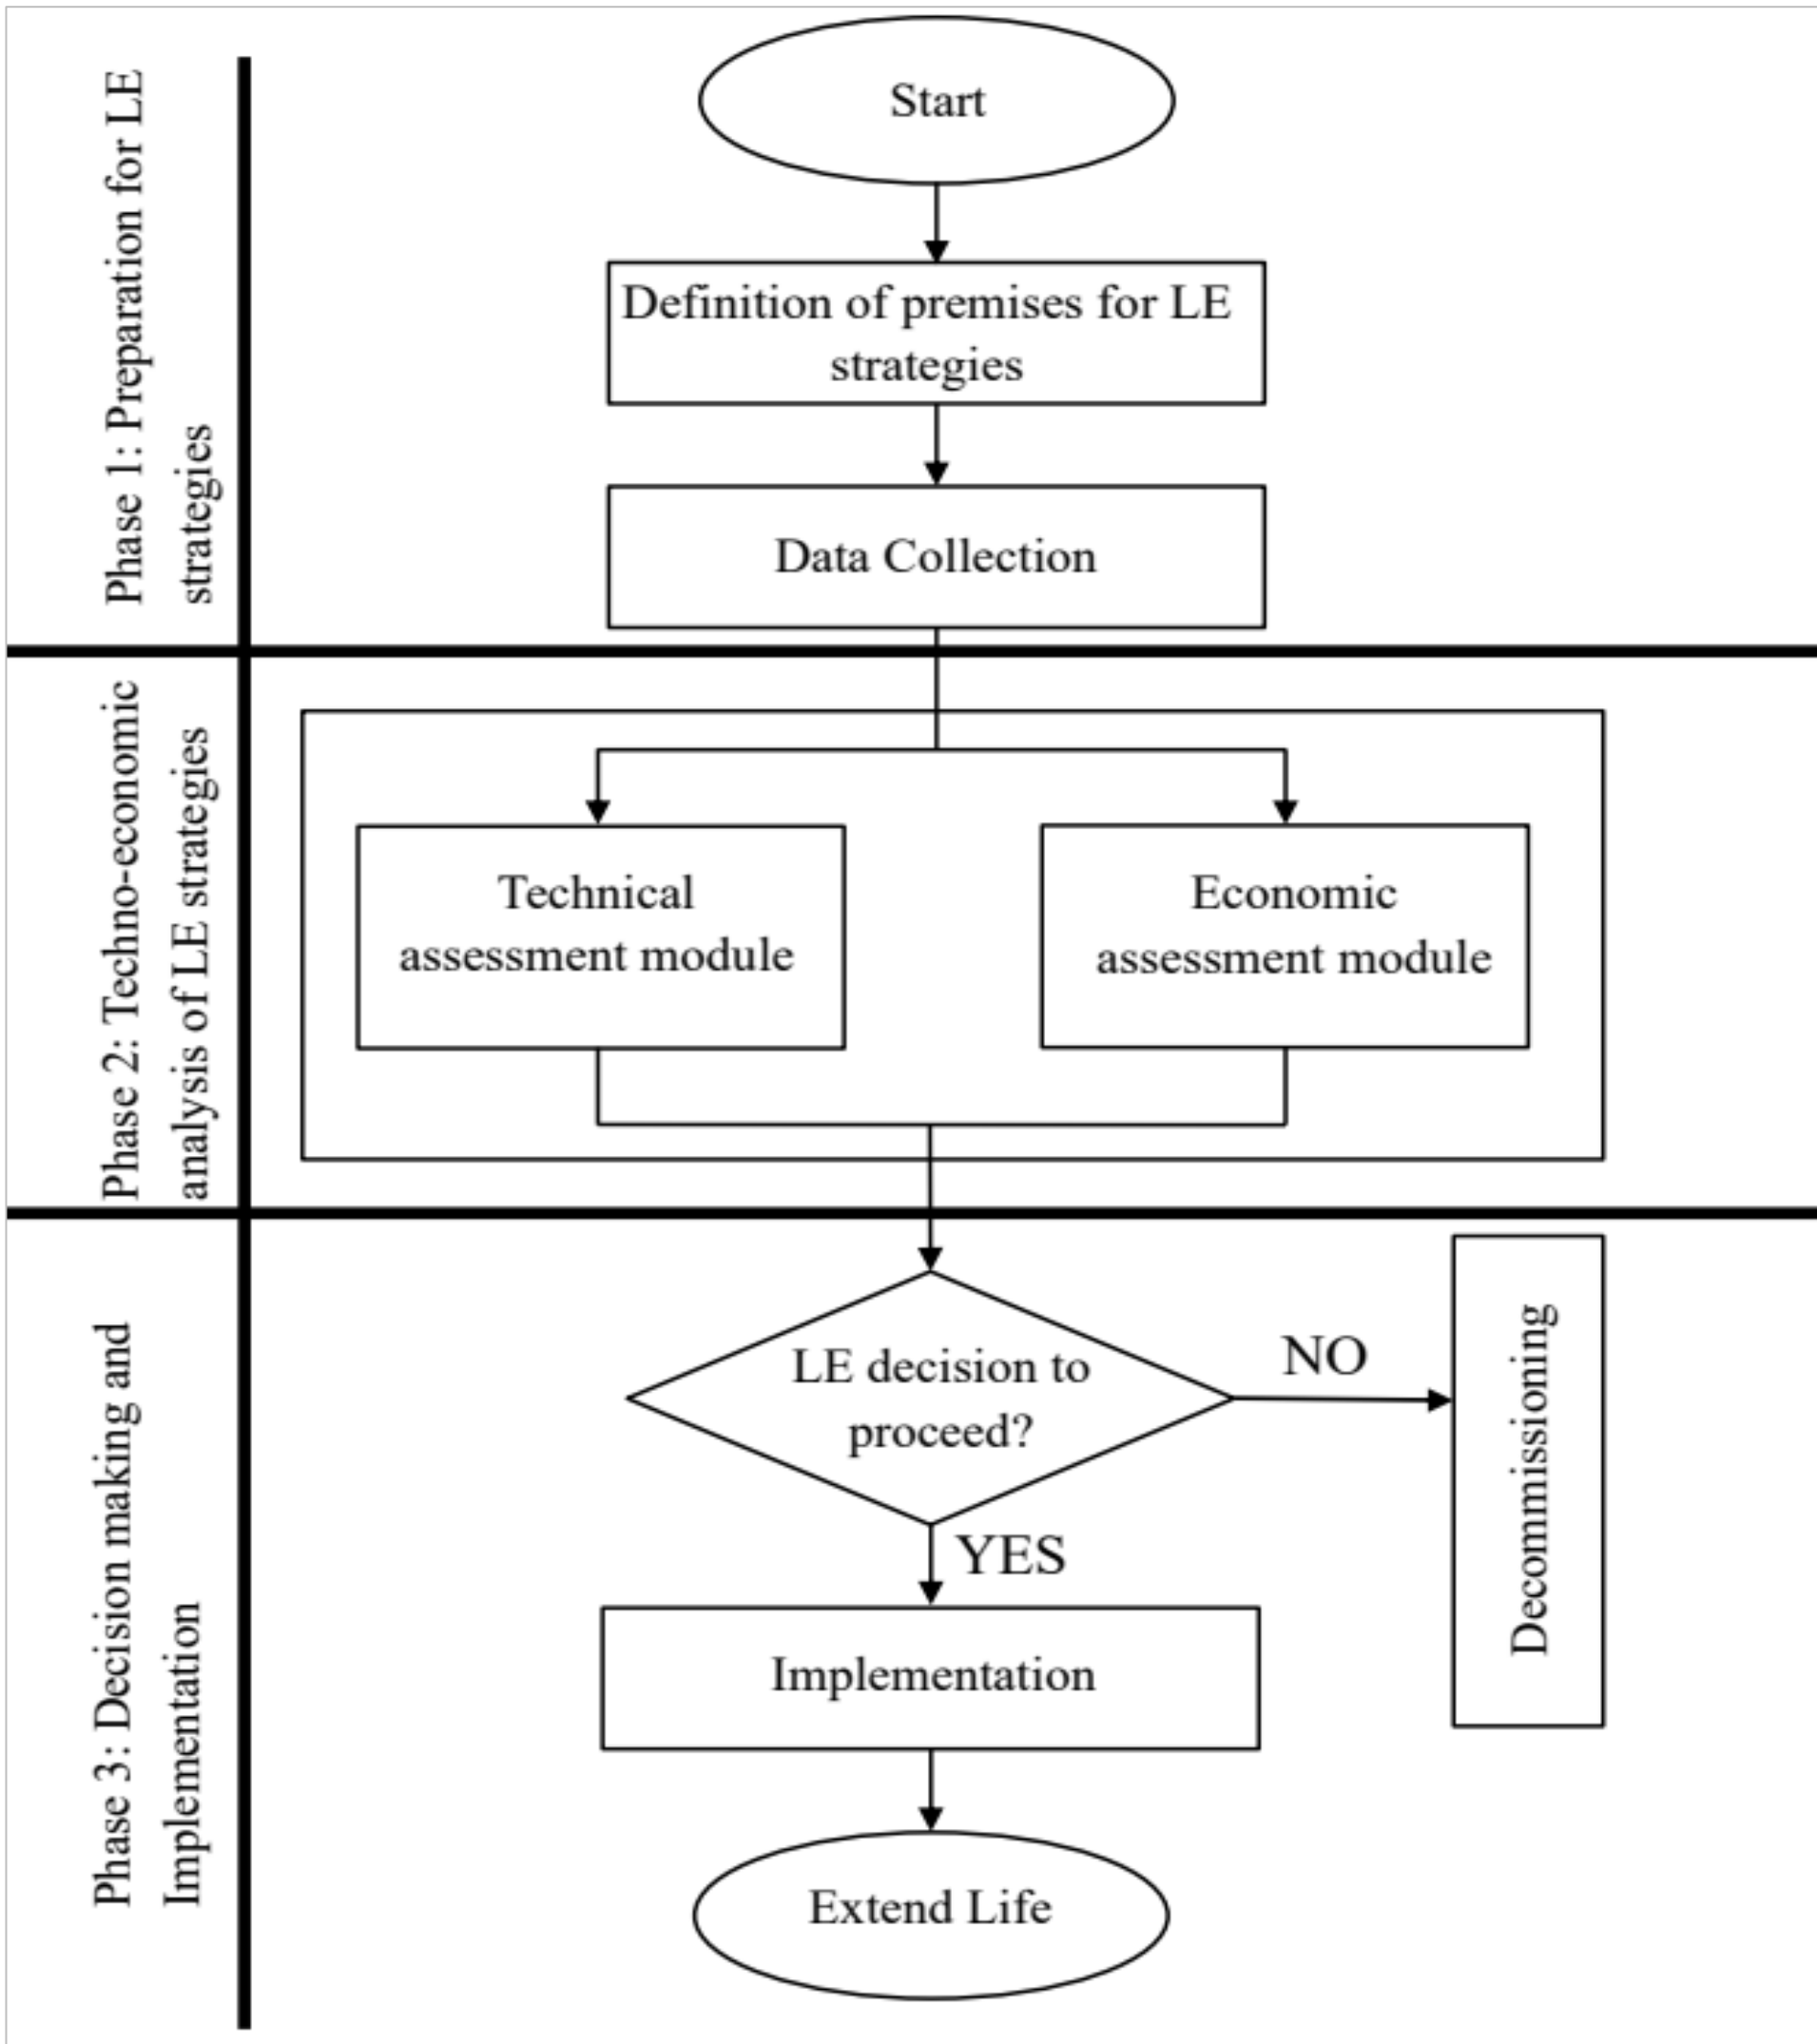 Phase 1: Preparation for LE
strategies
Start
Definition of premises for LE
strategies
Data Collection
Phase 2: Techno-economic
analysis of LE strategies
Technical
assessment module
Economic
assessment module
Phase 3: Decision making and
Implementation
LE decision to
proceed?
NO
Decommissioning
YES
Implementation
Extend Life